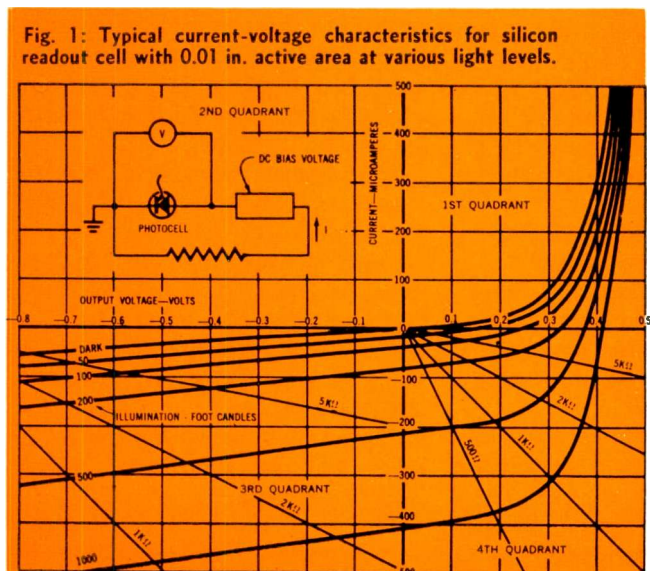 Fig. 1: Typical current-voltage characteristics for silicon
readout cell with 0.01 in. active area at various light levels.
500
2ND QUADRANT
V
400
DC BIAS VOLTAGE
CURRENT—MICROAMPERES
300
1ST QUADRANT
PHOTOCELL
I
200
100
OUTPUT VOLTAGE—VOLTS
-0.8 -0.7 -0.6 -0.5 -0.4 -0.3 -0.2 -0.1 0 0.1 0.2 0.3 0.4 0.5
DARK
50
100
-100
5KΩ
200
ILLUMINATION - FOOT CANDLES
5KΩ
2KΩ
-200
1KΩ
500Ω
500
-300
3RD QUADRANT
2KΩ
-400
1KΩ
4TH QUADRANT
1000